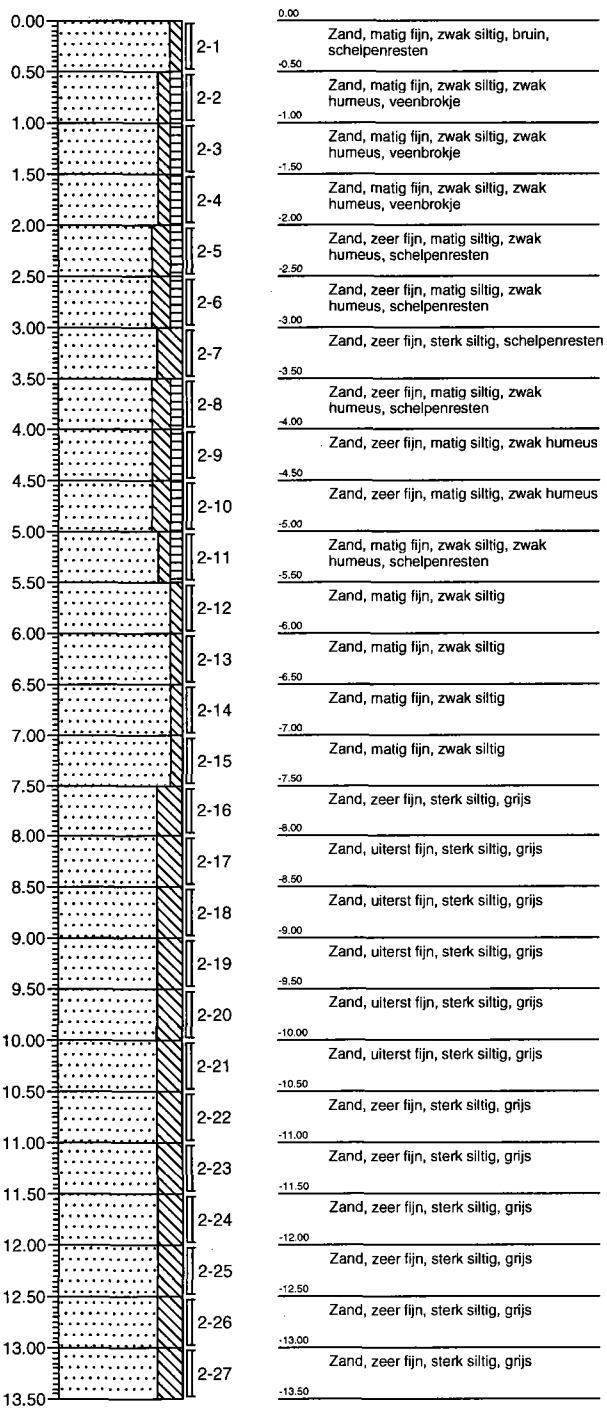 0.00
0.50
1.00
1.50
2.00
2.50
3.00
3.50
4.00
4.50
5.00
5.50
6.00
6.50
7.00
7.50
8.00
8.50
9.00
9.50
10.00
10.50
11.00
11.50
12.00
12.50
13.00
13.50
2-1
2-2
2-3
2-4
2-5
2-6
2-7
2-8
2-9
2-10
2-11
2-12
2-13
2-14
2-15
2-16
2-17
2-18
2-19
2-20
2-21
2-22
2-23
2-24
2-25
2-26
2-27
0.00
Zand, matig fijn, zwak siltig, bruin,
schelpenresten
-0.50
Zand, matig fijn, zwak siltig, zwak
humeus, veenbrokje
-1.00
Zand, matig fijn, zwak siltig, zwak
humeus, veenbrokje
-1.50
Zand, matig fijn, zwak siltig, zwak
humeus, veenbrokje
-2.00
Zand, zeer fijn, matig siltig, zwak
humeus, schelpenresten
-2.50
Zand, zeer fijn, matig siltig, zwak
humeus, schelpenresten
-3.00
Zand, zeer fijn, sterk siltig, schelpenresten
-3.50
Zand, zeer fijn, matig siltig, zwak
humeus, schelpenresten
-4.00
Zand, zeer fijn, matig siltig, zwak humeus
-4.50
Zand, zeer fijn, matig siltig, zwak humeus
-5.00
Zand, matig fijn, zwak siltig, zwak
humeus, schelpenresten
-5.50
Zand, matig fijn, zwak siltig
-6.00
Zand, matig fijn, zwak siltig
-6.50
Zand, matig fijn, zwak siltig
-7.00
Zand, matig fijn, zwak siltig
-7.50
Zand, zeer fijn, sterk siltig, grijs
-8.00
Zand, uiterst fijn, sterk siltig, grijs
-8.50
Zand, uiterst fijn, sterk siltig, grijs
-9.00
Zand, uiterst fijn, sterk siltig, grijs
-9.50
Zand, uiterst fijn, sterk siltig, grijs
-10.00
Zand, uiterst fijn, sterk siltig, grijs
-10.50
Zand, zeer fijn, sterk siltig, grijs
-11.00
Zand, zeer fijn, sterk siltig, grijs
-11.50
Zand, zeer fijn, sterk siltig, grijs
-12.00
Zand, zeer fijn, sterk siltig, grijs
-12.50
Zand, zeer fijn, sterk siltig, grijs
-13.00
Zand, zeer fijn, sterk siltig, grijs
-13.50